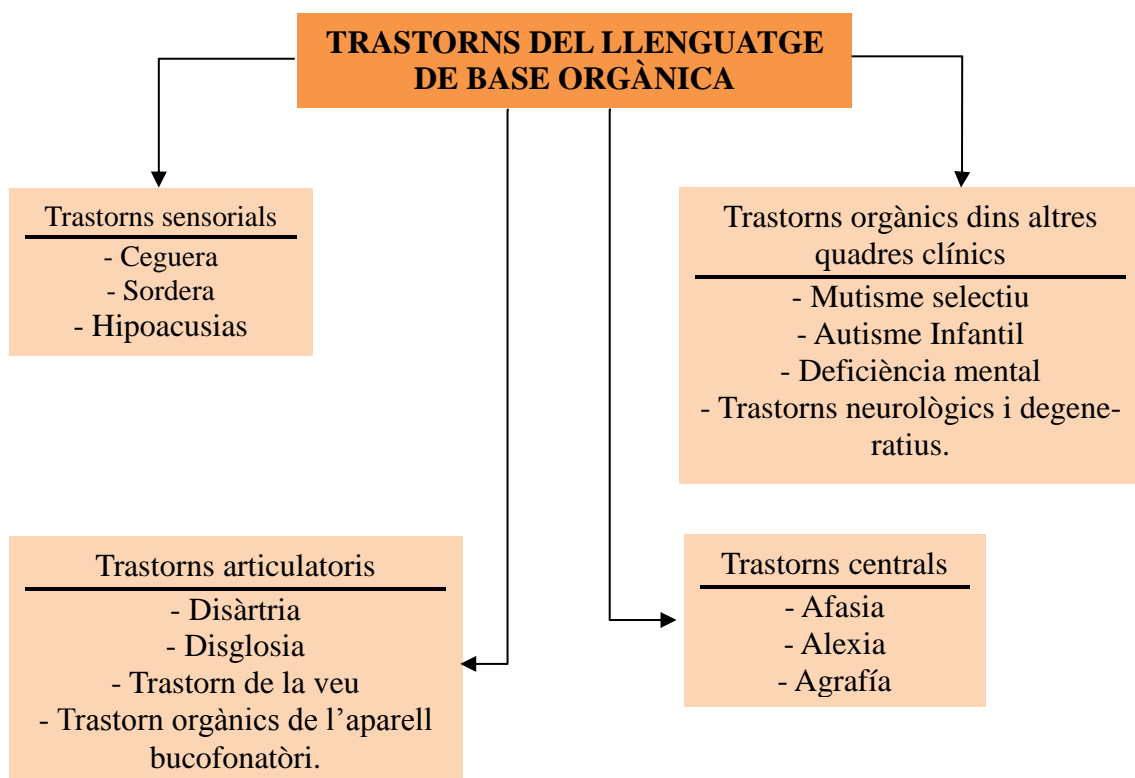 TRASTORNS DEL LLENGUATGE
DE BASE ORGÀNICA
Trastorns sensorials
- Ceguera
- Sordera
- Hipoacusias
Trastorns orgànics dins altres
quadres clínics
- Mutisme selectiu
- Autisme Infantil
- Deficiència mental
- Trastorns neurològics i degene-
ratius.
Trastorns articulatoris
- Disàrtria
- Disglosia
- Trastorn de la veu
- Trastorn orgànics de l’aparell
bucofonatòri.
Trastorns centrals
- Afasia
- Alexia
- Agrafía